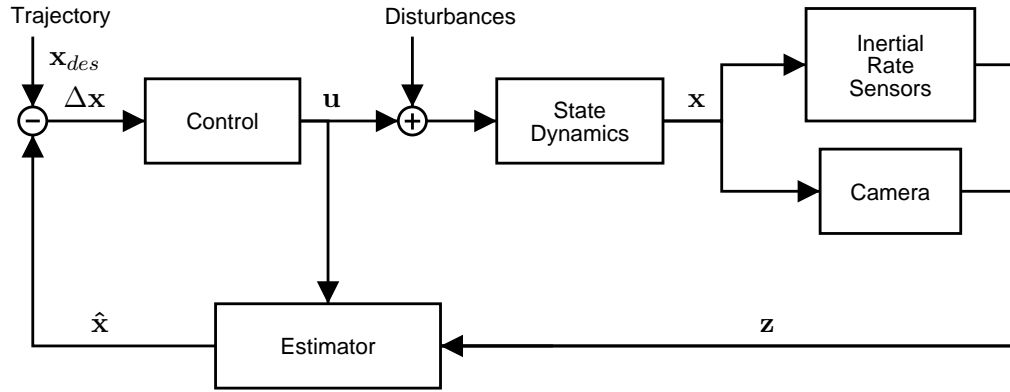 Trajectory
Disturbances
x_des
Δx
−
Control
u
+
State
Dynamics
x
Inertial
Rate
Sensors
Camera
x̂
Estimator
z